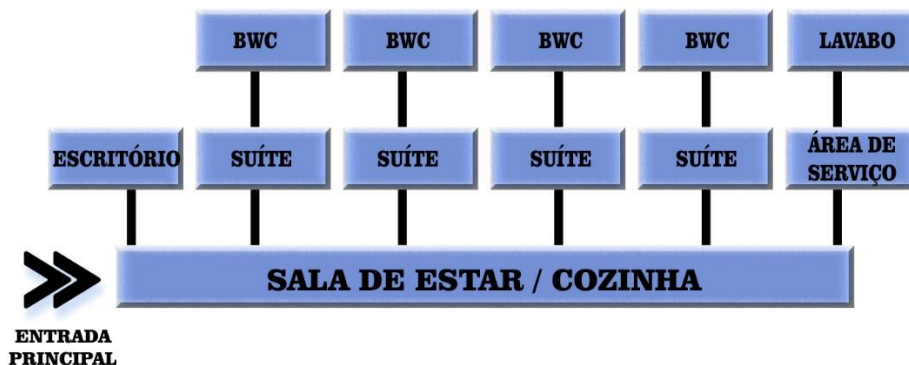 BWC
BWC
BWC
BWC
LAVABO
ESCRITÓRIO
SUÍTE
SUÍTE
SUÍTE
SUÍTE
ÁREA DE
SERVIÇO
SALA DE ESTAR / COZINHA
ENTRADA
PRINCIPAL